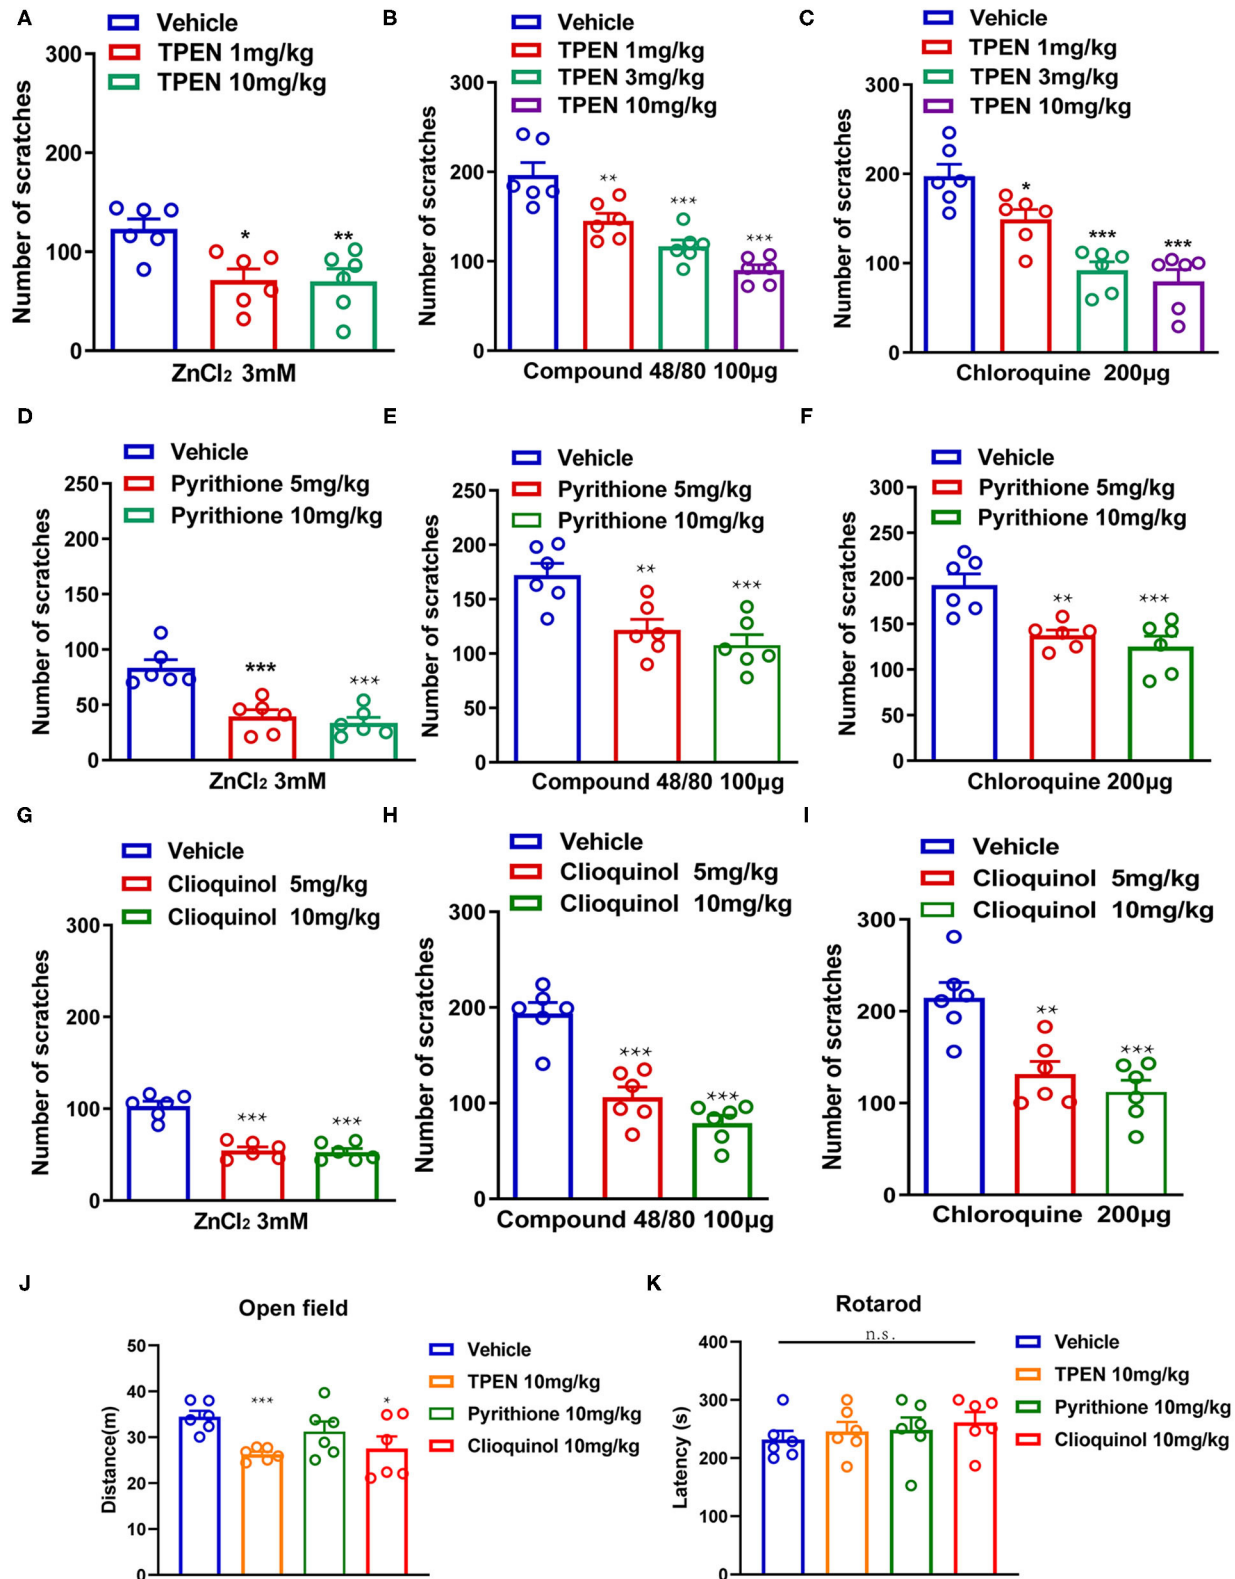 A
Vehicle
TPEN 1mg/kg
TPEN 10mg/kg
Number of scratches
300
200
100
0
*
**
ZnCl2 3mM
B
Vehicle
TPEN 1mg/kg
TPEN 3mg/kg
TPEN 10mg/kg
Number of scratches
300
200
100
0
**
***
***
Compound 48/80 100µg
C
Vehicle
TPEN 1mg/kg
TPEN 3mg/kg
TPEN 10mg/kg
Number of scratches
300
200
100
0
*
***
***
Chloroquine 200µg
D
Vehicle
Pyrithione 5mg/kg
Pyrithione 10mg/kg
Number of scratches
250
200
150
100
50
0
***
***
ZnCl2 3mM
E
Vehicle
Pyrithione 5mg/kg
Pyrithione 10mg/kg
Number of scratches
250
200
150
100
50
0
**
***
Compound 48/80 100µg
F
Vehicle
Pyrithione 5mg/kg
Pyrithione 10mg/kg
Number of scratches
300
250
200
150
100
50
0
**
***
Chloroquine 200µg
G
Vehicle
Clioquinol 5mg/kg
Clioquinol 10mg/kg
Number of scratches
300
200
100
0
***
***
ZnCl2 3mM
H
Vehicle
Clioquinol 5mg/kg
Clioquinol 10mg/kg
Number of scratches
300
200
100
0
***
***
Compound 48/80 100µg
I
Vehicle
Clioquinol 5mg/kg
Clioquinol 10mg/kg
Number of scratches
300
200
100
0
**
***
Chloroquine 200µg
J
Open field
Distance(m)
50
40
30
20
10
0
***
*
Vehicle
TPEN 10mg/kg
Pyrithione 10mg/kg
Clioquinol 10mg/kg
K
Rotarod
n.s.
Latency (s)
400
300
200
100
0
Vehicle
TPEN 10mg/kg
Pyrithione 10mg/kg
Clioquinol 10mg/kg